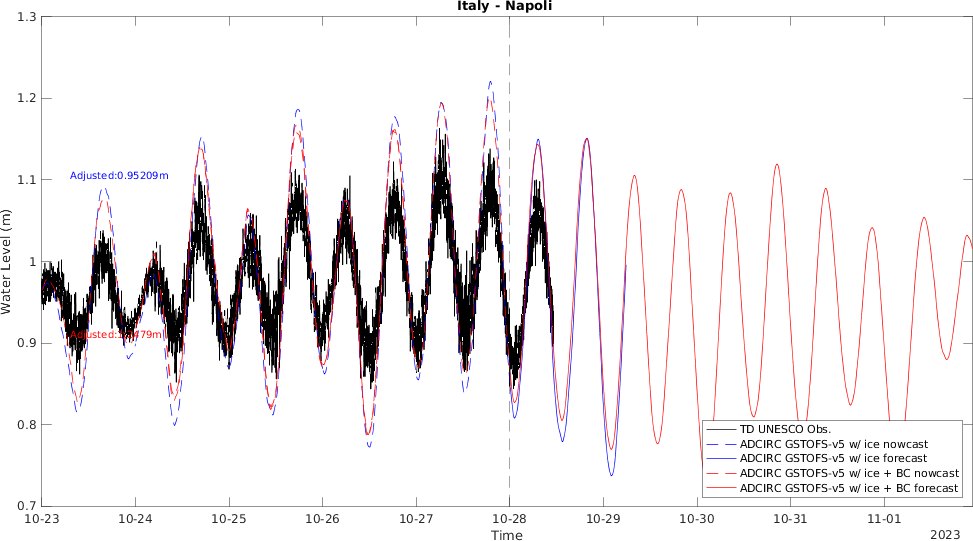 Italy - Napoli
Water Level (m)
1.3
1.2
1.1
1
0.9
0.8
0.7
Adjusted:0.95209m
10-23
10-24
10-25
10-26
10-27
10-28
10-29
10-30
10-31
11-01
Time
2023
TD UNESCO Obs.
ADCIRC GSTOFS-v5 w/ ice nowcast
ADCIRC GSTOFS-v5 w/ ice forecast
ADCIRC GSTOFS-v5 w/ ice + BC nowcast
ADCIRC GSTOFS-v5 w/ ice + BC forecast